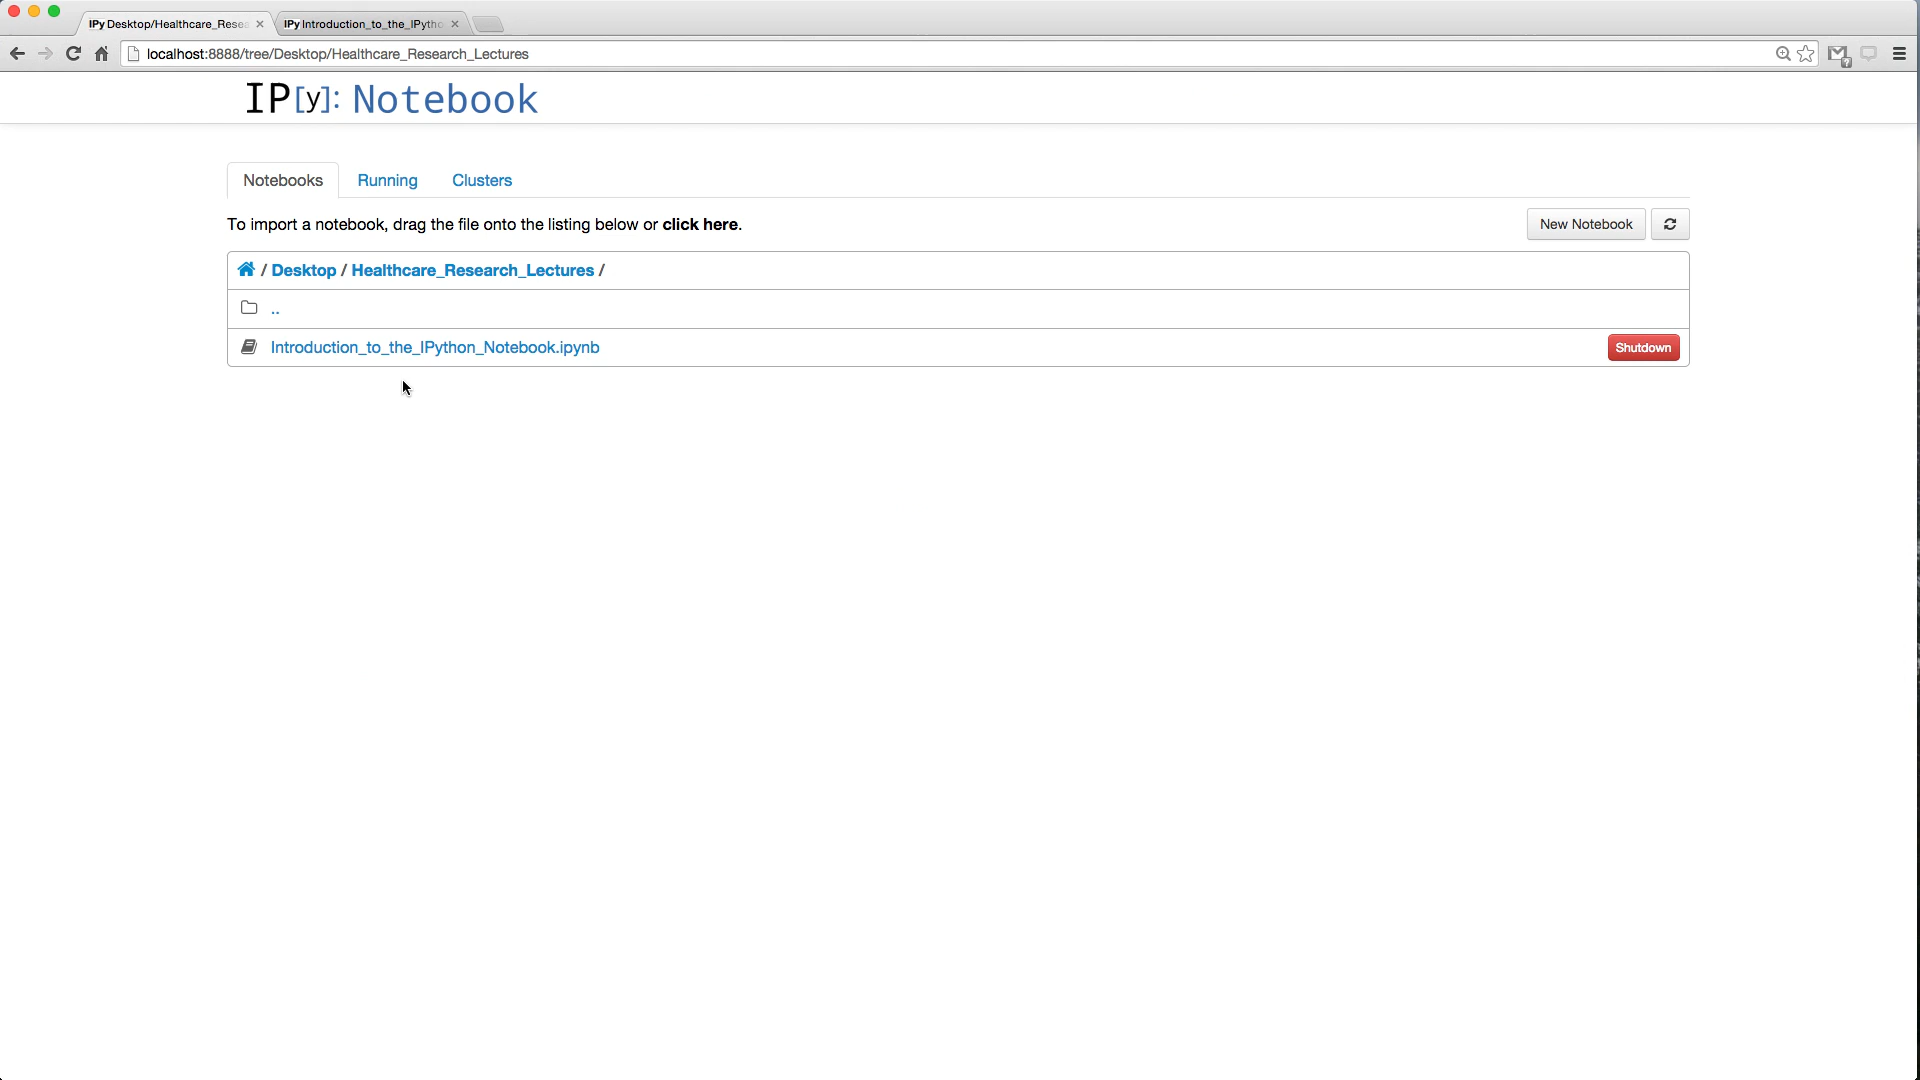 IPy Desktop/Healthcare_Resea
IPy Introduction_to_the_IPytho
localhost:8888/tree/Desktop/Healthcare_Research_Lectures
IP[y]: Notebook
Notebooks Running Clusters
To import a notebook, drag the file onto the listing below or click here.
New Notebook
/ Desktop / Healthcare_Research_Lectures /
..
Introduction_to_the_IPython_Notebook.ipynb
Shutdown